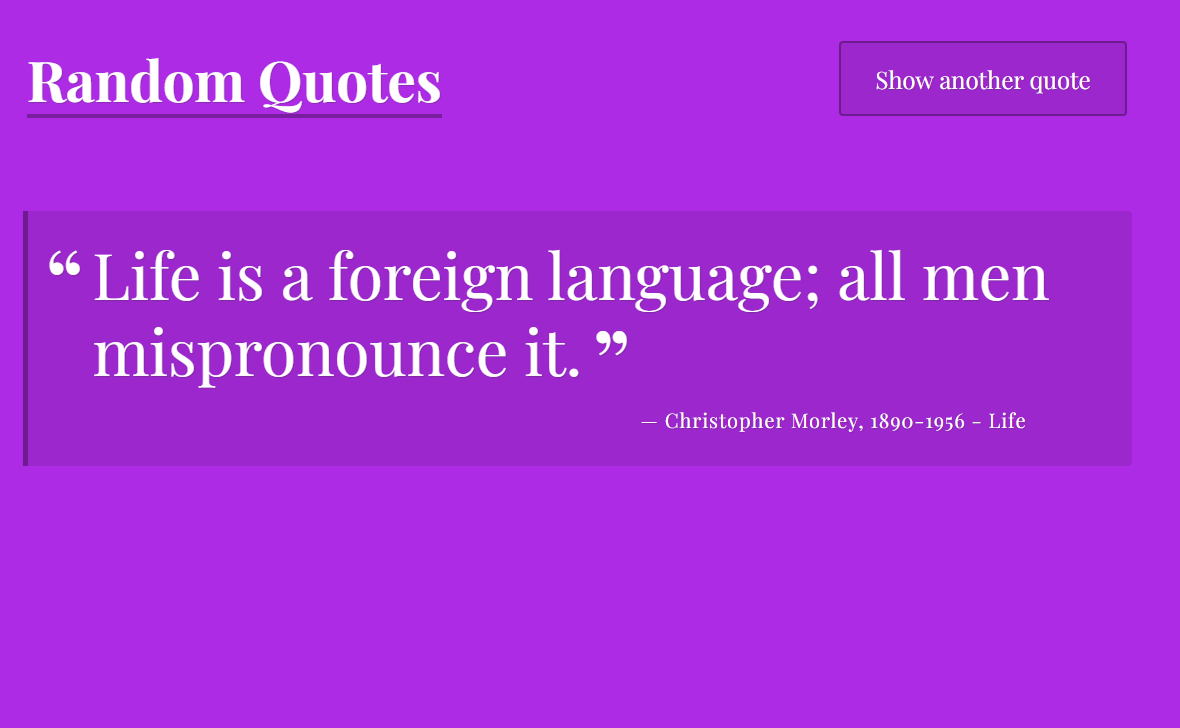 Random Quotes
Show another quote
“ Life is a foreign language; all men
mispronounce it. ”
— Christopher Morley, 1890-1956 - Life